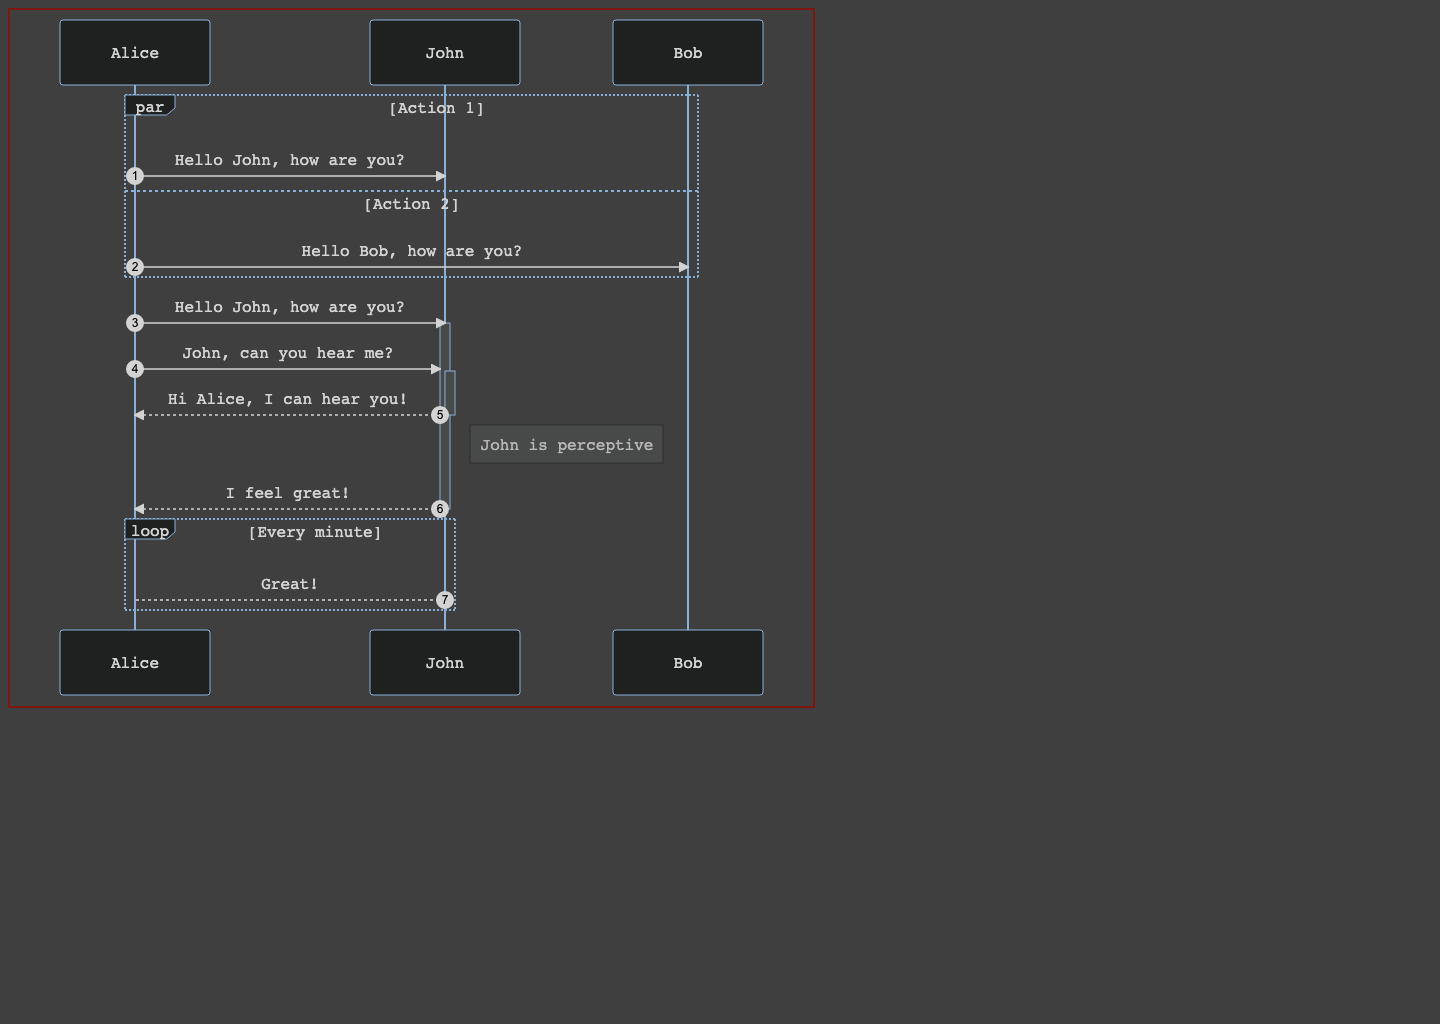 Alice
John
Bob
par
[Action 1]
Hello John, how are you?
1
[Action 2]
Hello Bob, how are you?
2
Hello John, how are you?
3
John, can you hear me?
4
Hi Alice, I can hear you!
5
John is perceptive
I feel great!
6
loop
[Every minute]
Great!
7
Alice
John
Bob